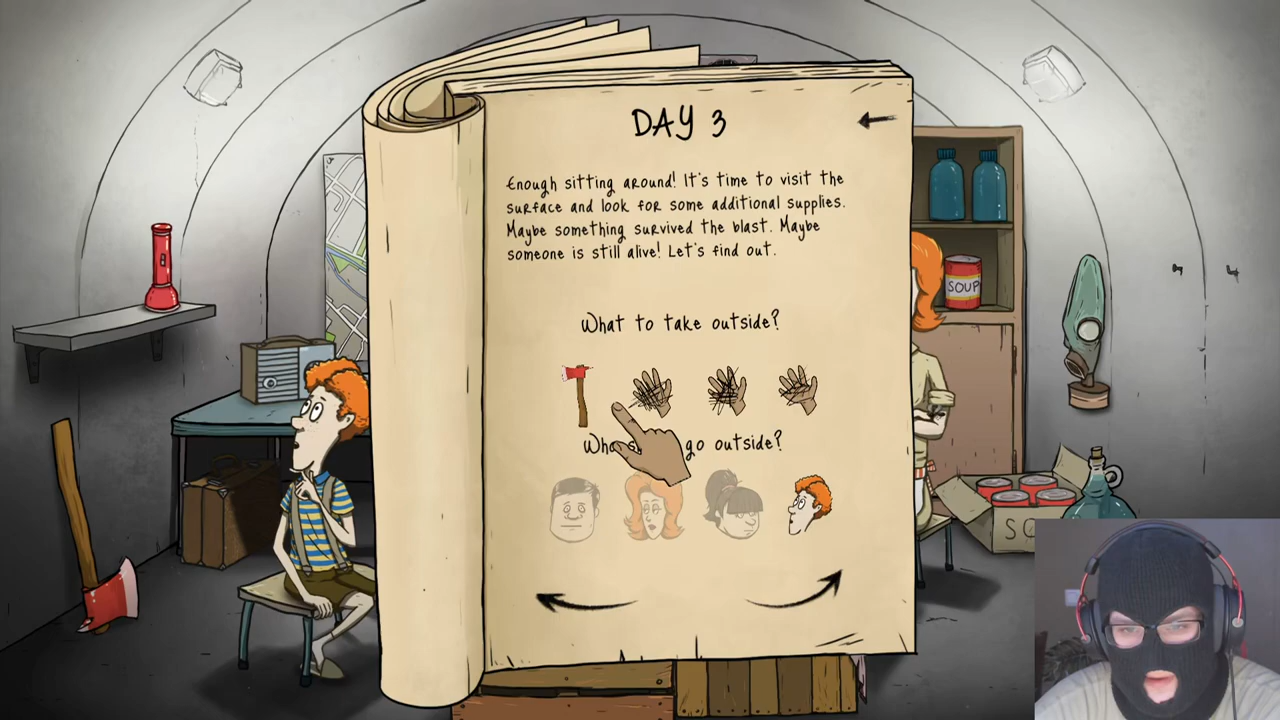 DAY 3
Enough sitting around! It's time to visit the
surface and look for some additional supplies.
Maybe something survived the blast. Maybe
someone is still alive! Let's find out.
What to take outside?
go outside?
SOUP